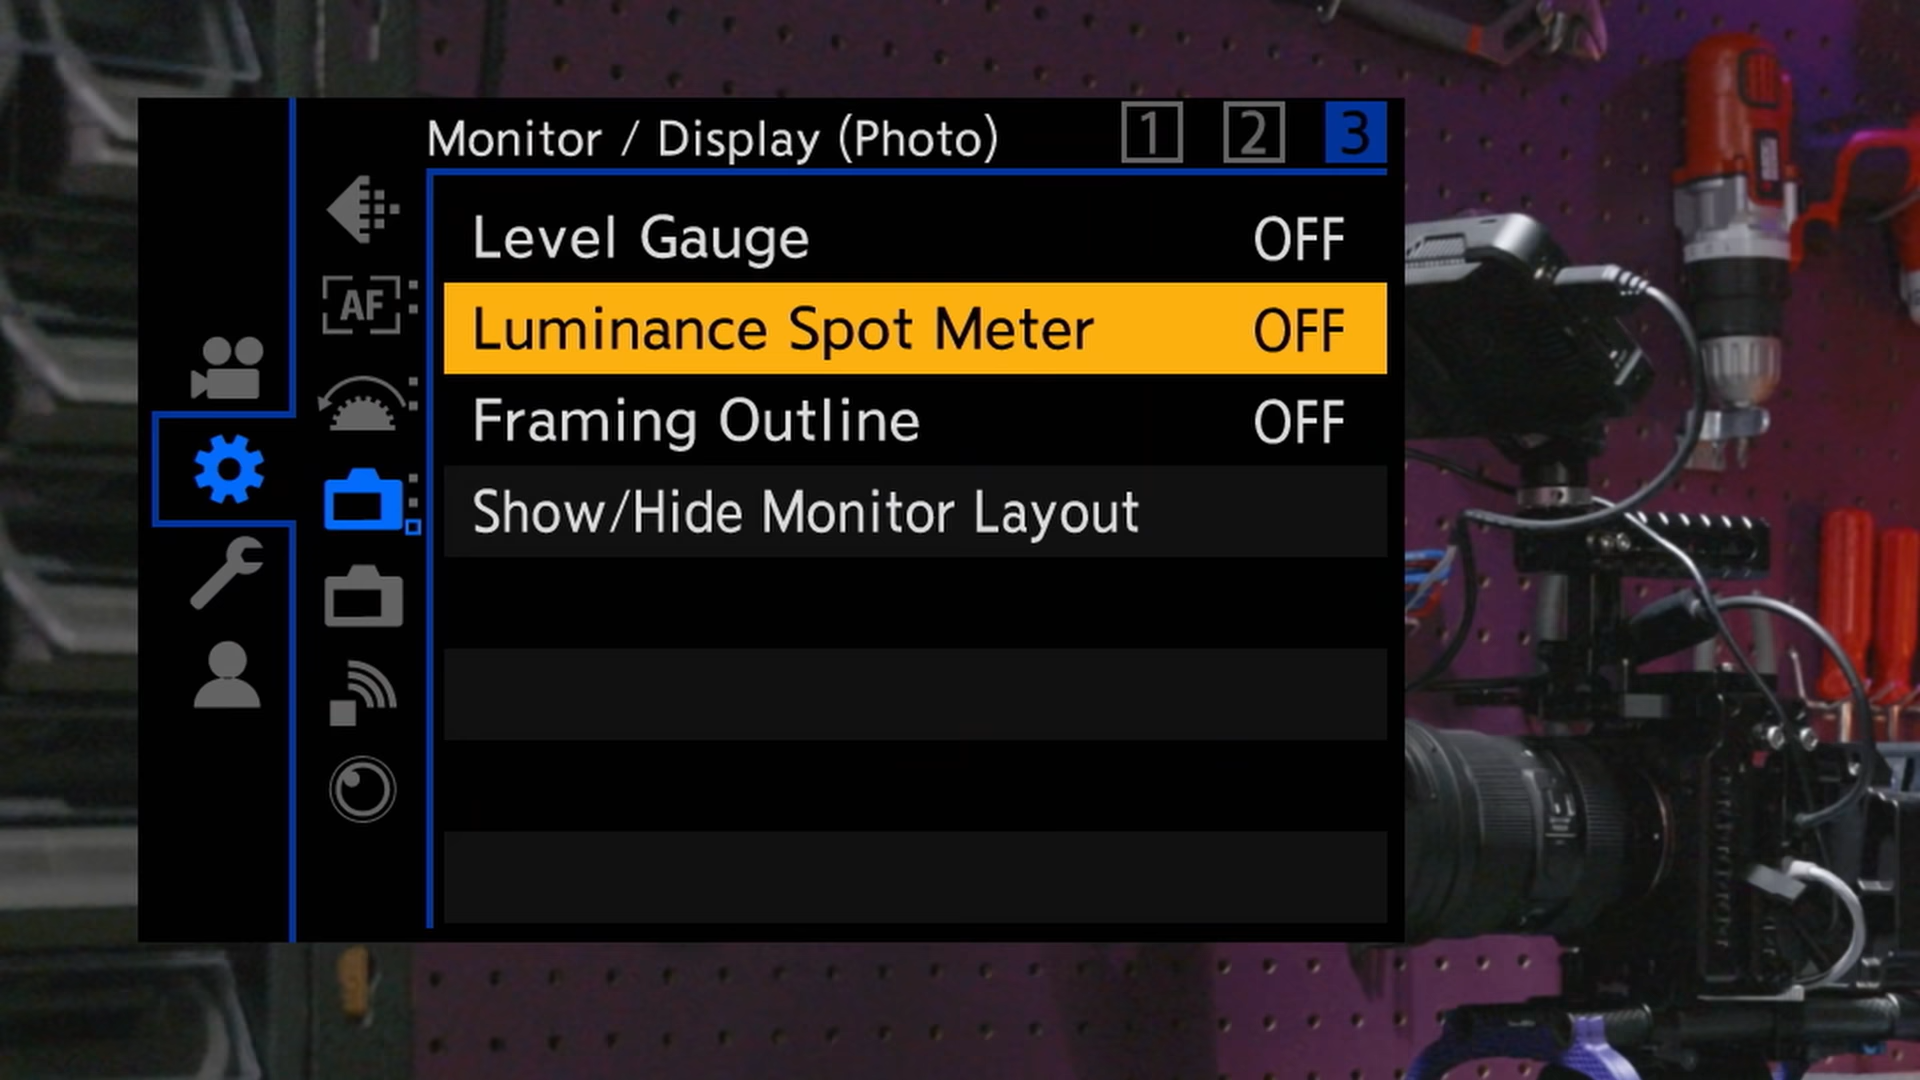 Monitor / Display (Photo) 1 2 3
Level Gauge OFF
AF
Luminance Spot Meter OFF
Framing Outline OFF
Show/Hide Monitor Layout